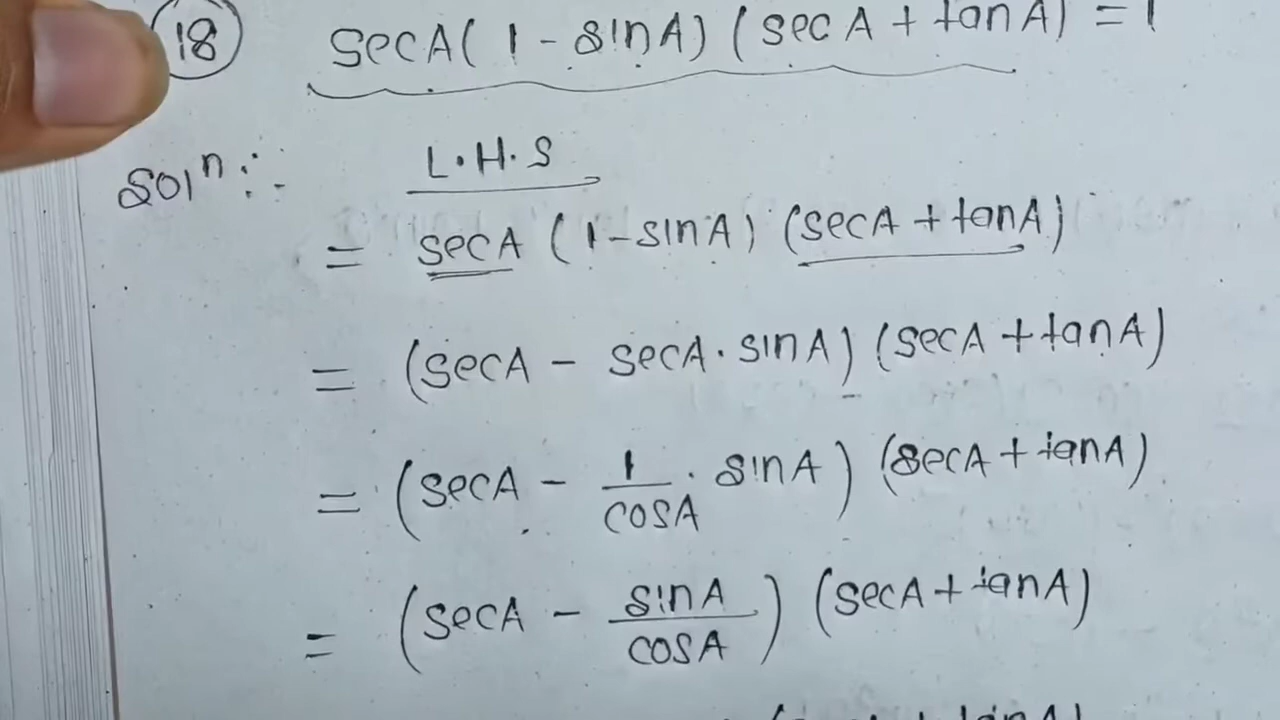 18 secA(1 - sinA) (secA + tanA) = 1
Solⁿ :-
L.H.S
= secA (1-sinA) (secA + tanA)
= (secA - secA . sinA) (secA + tanA)
= (secA - 1/cosA . sinA) (secA + tanA)
= (secA - sinA/cosA) (secA + tanA)
tanA)